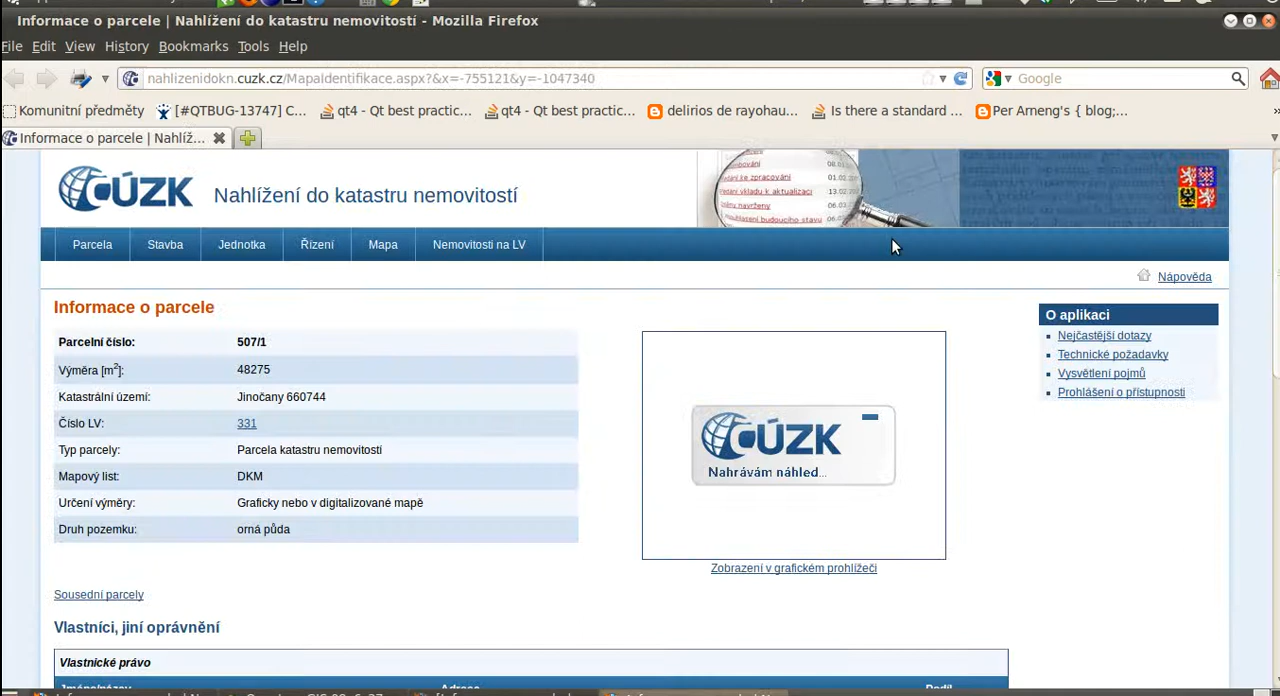 Informace o parcele | Nahlížení do katastru nemovitostí - Mozilla Firefox
File Edit View History Bookmarks Tools Help
nahlizenidokn.cuzk.cz/MapaIdentifikace.aspx?&x=-755121&y=-1047340
Google
Komunitní předměty [#QTBUG-13747] C... qt4 - Qt best practic... qt4 - Qt best practic... delirios de rayohau... Is there a standard ... Per Ameng's { blog;...
Informace o parcele | Nahlíž...
ČÚZK Nahlížení do katastru nemovitostí
Parcela Stavba Jednotka Řízení Mapa Nemovitosti na LV
Nápověda
Informace o parcele
Parcelní číslo: 507/1
Výměra [m2]: 48275
Katastrální území: Jinočany 660744
Číslo LV: 331
Typ parcely: Parcela katastru nemovitostí
Mapový list: DKM
Určení výměry: Graficky nebo v digitalizované mapě
Druh pozemku: orná půda
ČÚZK
Nahrávám náhled...
Zobrazení v grafickém prohlížeči
O aplikaci
Nejčastější dotazy
Technické požadavky
Vysvětlení pojmů
Prohlášení o přístupnosti
Sousední parcely
Vlastníci, jiní oprávnění
Vlastnické právo
Jméno/název Adresa Podíl